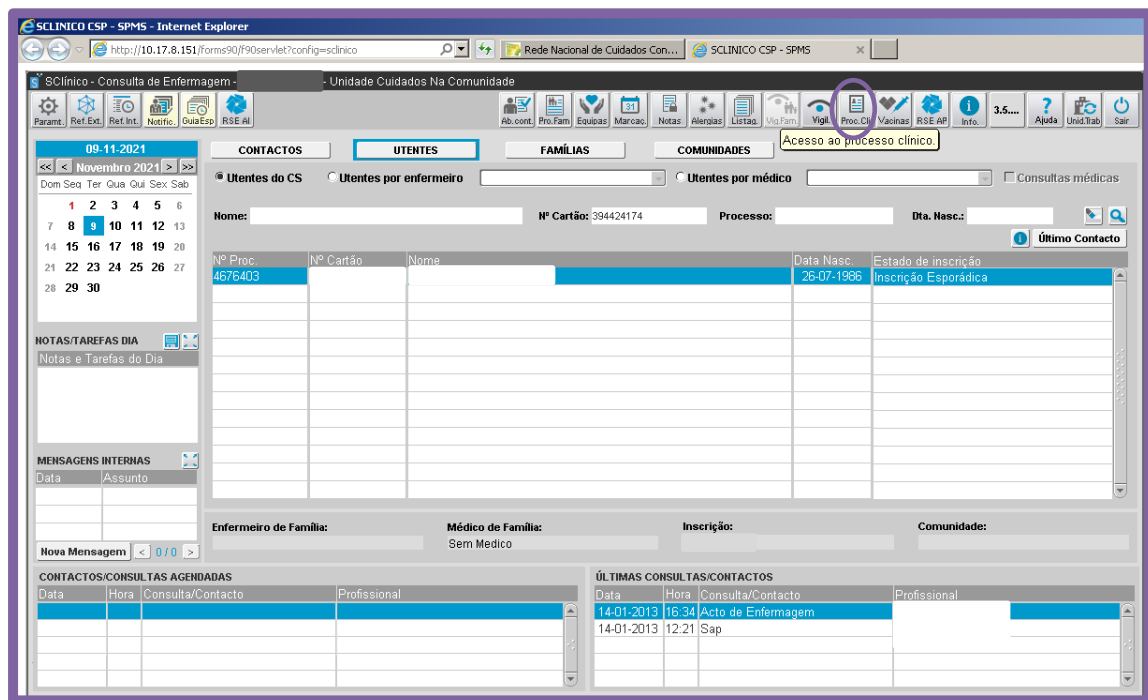 SCLINICO CSP - SPMS - Internet Explorer
http://10.17.8.151/forms90/f90servlet?config=sclinico
Rede Nacional de Cuidados Con...
SCLINICO CSP - SPMS
SClínico - Consulta de Enfermagem - - Unidade Cuidados Na Comunidade
Paramt. Ref.Ext. Ref.Int. Notific. GuiaEsp RSE AI Ab.cont. Pro.Fam Equipas Marcaç. Notas Alergias Listag. Vig.Fam. Vigil. Proc.Cli Vacinas RSE AP Info. 3.5.... Ajuda Unid.Trab Sair
Acesso ao processo clínico.
09-11-2021
<< < Novembro 2021 > >>
Dom Seg Ter Qua Qui Sex Sab
1 2 3 4 5 6
7 8 9 10 11 12 13
14 15 16 17 18 19 20
21 22 23 24 25 26 27
28 29 30
CONTACTOS UTENTES FAMÍLIAS COMUNIDADES
Utentes do CS Utentes por enfermeiro Utentes por médico Consultas médicas
Nome: Nº Cartão: 394424174 Processo: Dta. Nasc.:
Último Contacto
Nº Proc. Nº Cartão Nome Data Nasc. Estado de inscrição
4676403 26-07-1986 Inscrição Esporádica
NOTAS/TAREFAS DIA
Notas e Tarefas do Dia
MENSAGENS INTERNAS
Data Assunto
Nova Mensagem < 0/0 >
Enfermeiro de Família: Médico de Família: Inscrição: Comunidade:
Sem Medico
CONTACTOS/CONSULTAS AGENDADAS
Data Hora Consulta/Contacto Profissional
ÚLTIMAS CONSULTAS/CONTACTOS
Data Hora Consulta/Contacto Profissional
14-01-2013 16:34 Acto de Enfermagem
14-01-2013 12:21 Sap